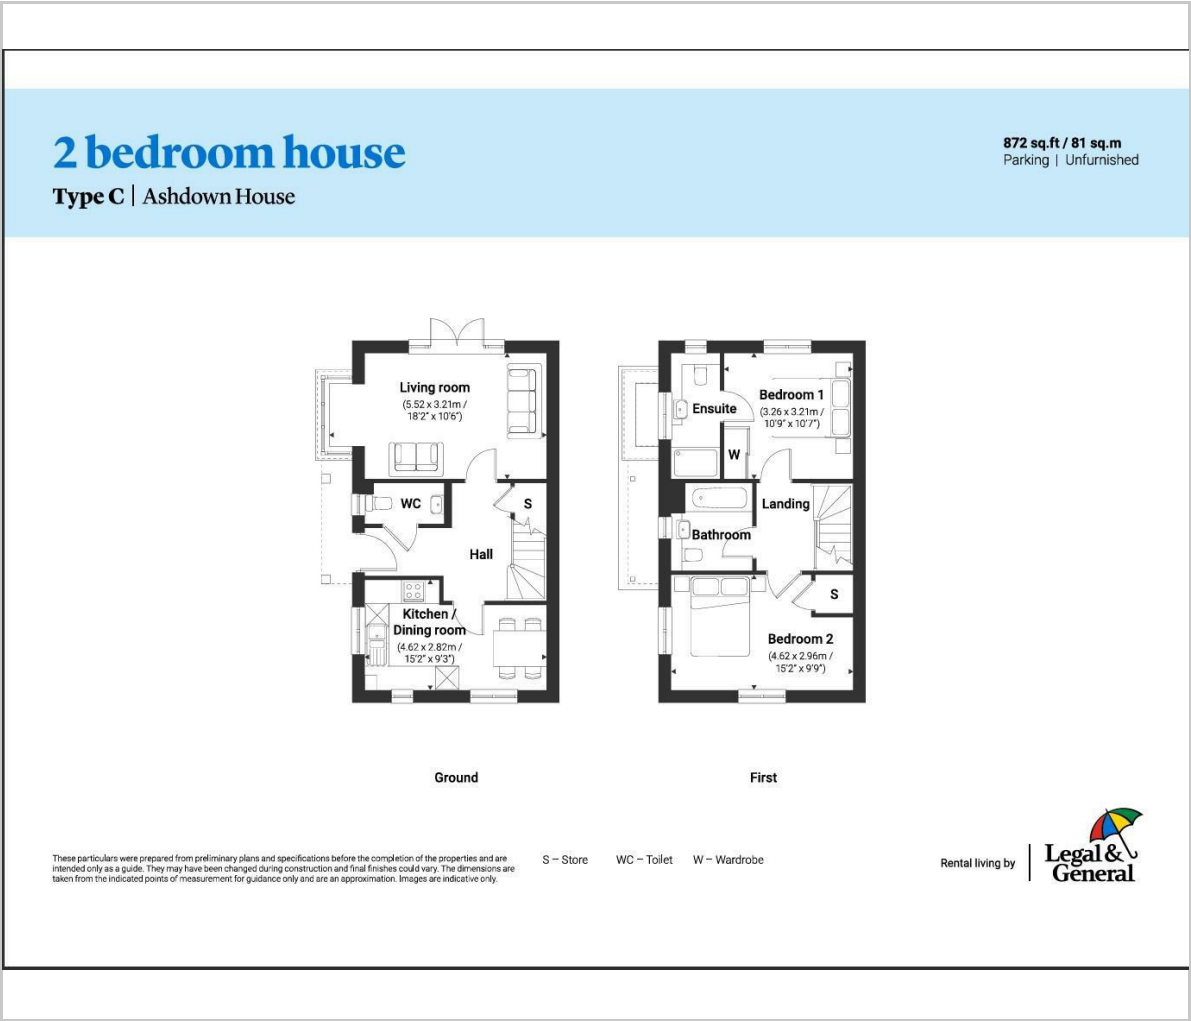 2 bedroom house
Type C | Ashdown House
872 sq.ft / 81 sq.m
Parking | Unfurnished
Living room
(5.52 x 3.21m /
18'2" x 10'6")
WC
S
Hall
Kitchen /
Dining room
(4.62 x 2.82m /
15'2" x 9'3")
Ground
Ensuite
Bedroom 1
(3.26 x 3.21m /
10'9" x 10'7")
W
Landing
Bathroom
S
Bedroom 2
(4.62 x 2.96m /
15'2" x 9'9")
First
These particulars were prepared from preliminary plans and specifications before the completion of the properties and are
intended only as a guide. They may have been changed during construction and final finishes could vary. The dimensions are
taken from the indicated points of measurement for guidance only and are an approximation. Images are indicative only.
S – Store WC – Toilet W – Wardrobe
Rental living by
Legal &
General